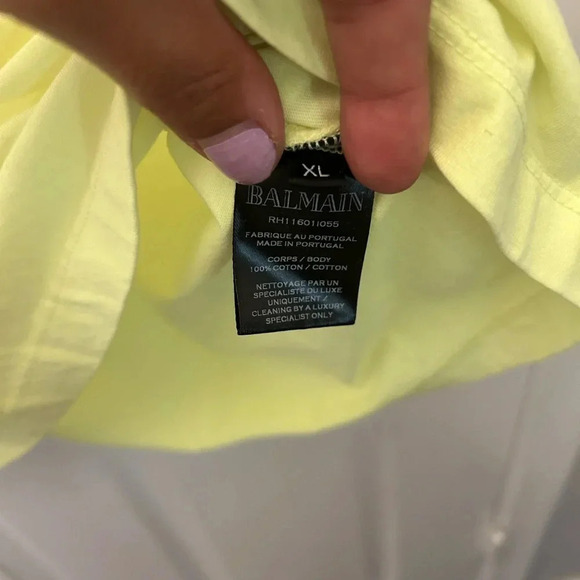 XL
BALMAIN
RH11601I055
FABRIQUE AU PORTUGAL
MADE IN PORTUGAL
CORPS / BODY
100% COTON / COTTON
NETTOYAGE PAR UN
SPECIALISTE DU LUXE
UNIQUEMENT /
CLEANING BY A LUXURY
SPECIALIST ONLY